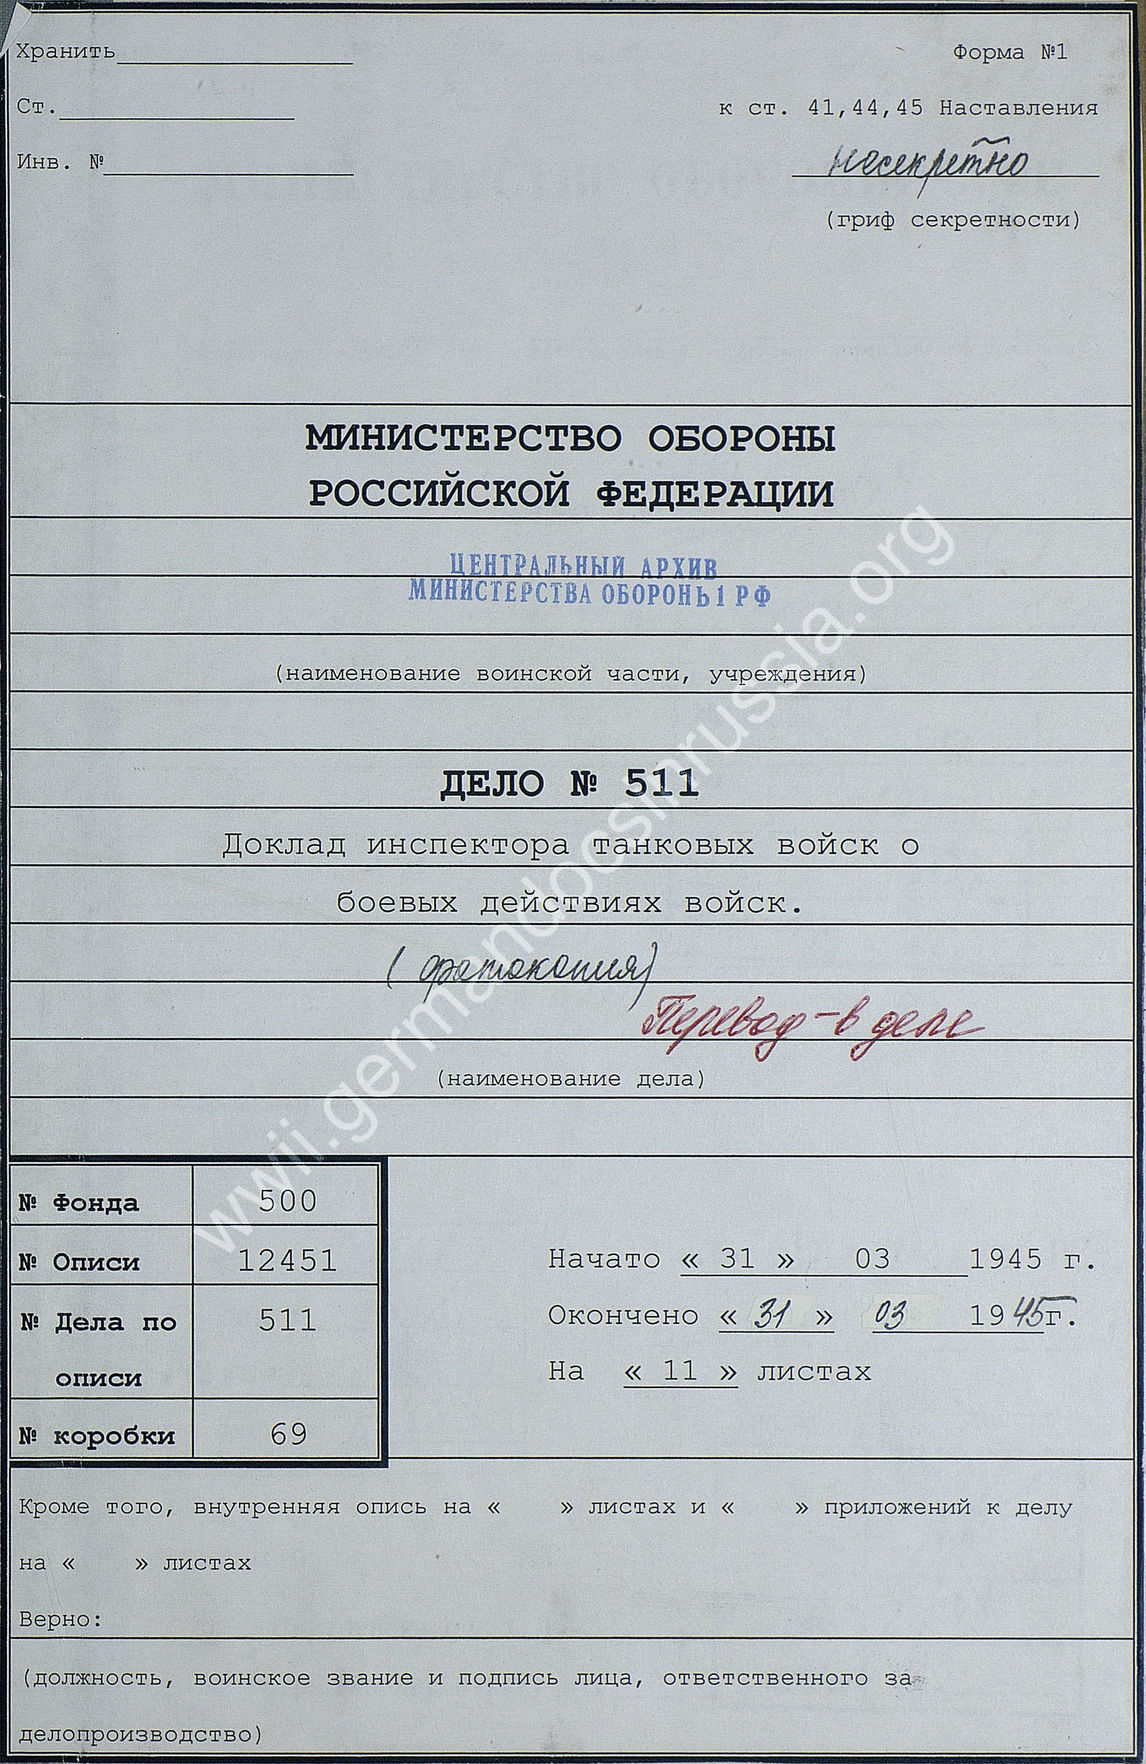 Хранить
Форма №1
Ст.
к ст. 41,44,45 Наставления
Инв. №
несекретно
(гриф секретности)
МИНИСТЕРСТВО ОБОРОНЫ
РОССИЙСКОЙ ФЕДЕРАЦИИ
ЦЕНТРАЛЬНЫЙ АРХИВ
МИНИСТЕРСТВА ОБОРОНЫ РФ
(наименование воинской части, учреждения)
ДЕЛО № 511
Доклад инспектора танковых войск о
боевых действиях войск.
(фотокопия)
Перевод - в деле
(наименование дела)
№ Фонда 500
№ Описи 12451
№ Дела по 511
описи
№ коробки 69
Начато « 31 » 03 1945 г.
Окончено « 31 » 03 1945г.
На « 11 » листах
Кроме того, внутренняя опись на « » листах и « » приложений к делу
на « » листах
Верно:
(должность, воинское звание и подпись лица, ответственного за
делопроизводство)
wwii.germandocsinrussia.org